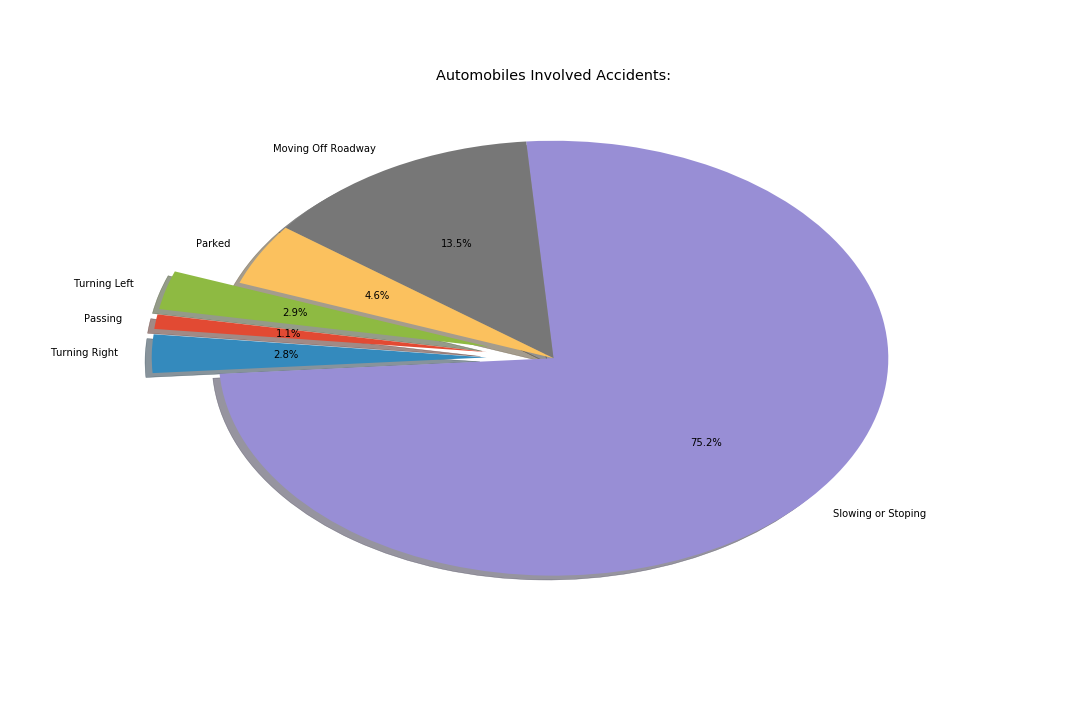 Automobiles Involved Accidents:
Moving Off Roadway
13.5%
Parked
4.6%
Turning Left
2.9%
Passing
1.1%
Turning Right
2.8%
75.2%
Slowing or Stoping